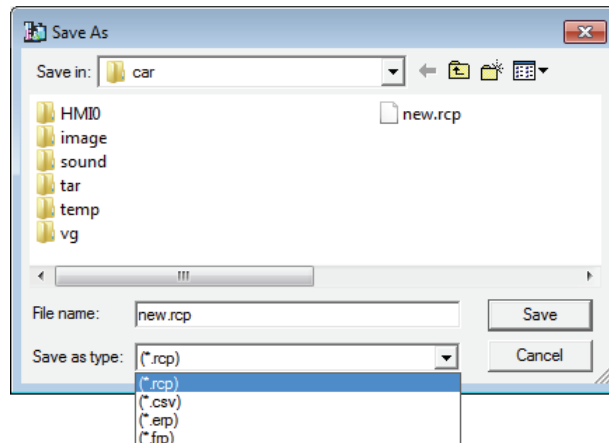 Save As
Save in: car
HMI0
image
sound
tar
temp
vg
new.rcp
File name: new.rcp
Save
Save as type: (*.rcp)
Cancel
(*.rcp)
(*.csv)
(*.erp)
(*.frp)